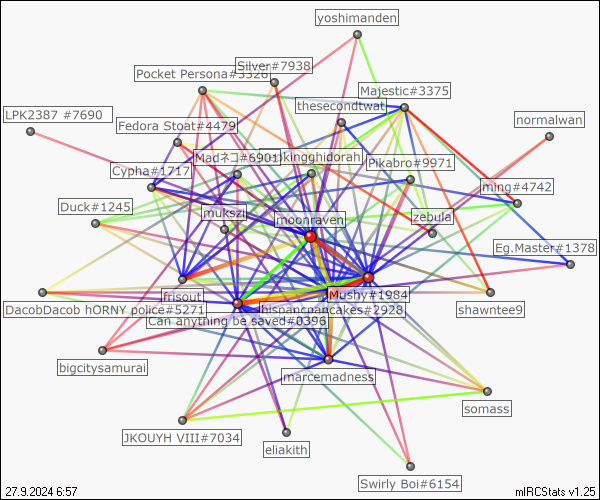 yoshimanden
Silver#7938
Pocket Persona#3326
Majestic#3375
thesecondtwat
LPK2387 #7690
normalwan
Fedora Stoat#4479
Madネコ#6901
kingghidorah
Pikabro#9971
Cypha#1717
ming#4742
Duck#1245
mukszi
moonraven
zebula
Eg.Master#1378
frisout
Mushy#1984
DacobDacob hORNY police#5271
hispancpancakes#2928
shawntee9
Can anything be saved#0396
bigcitysamurai
marcemadness
somass
JKOUYH VIII#7034
eliakith
Swirly Boi#6154
27.9.2024 6:57
mIRCStats v1.25